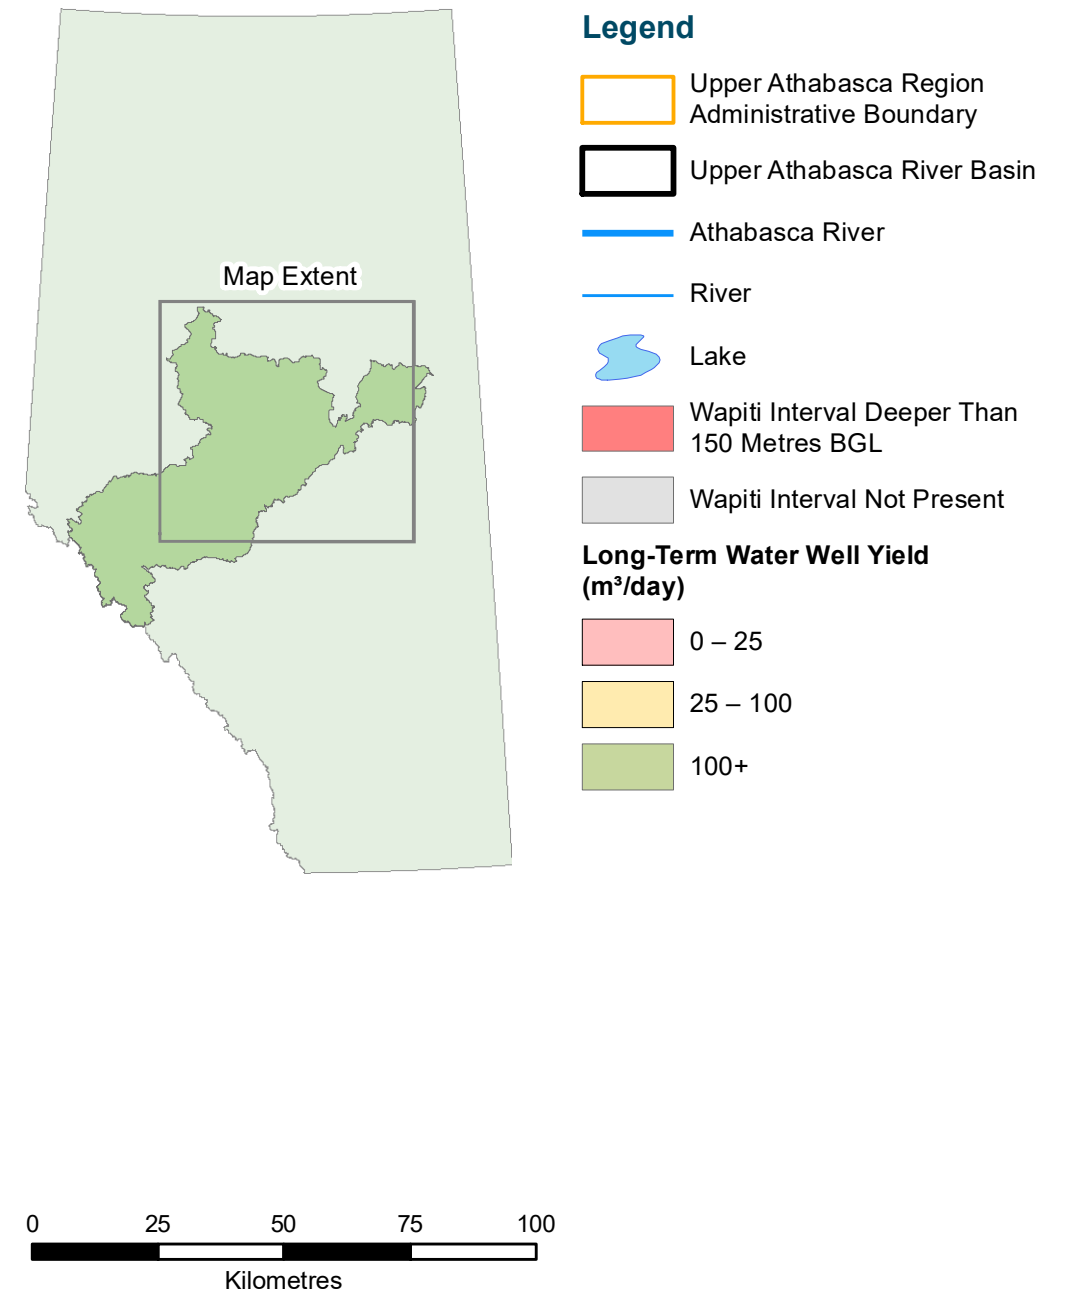 Legend
Upper Athabasca Region
Administrative Boundary
Upper Athabasca River Basin
Athabasca River
River
Lake
Wapiti Interval Deeper Than
150 Metres BGL
Wapiti Interval Not Present
Long-Term Water Well Yield
(m³/day)
0 – 25
25 – 100
100+
Map Extent
0 25 50 75 100
Kilometres